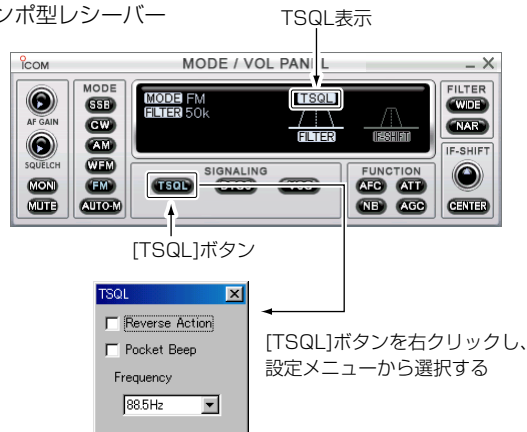 ンポ型レシーバー
TSQL表示
ICOM
MODE / VOL PANEL
AF GAIN
SQUELCH
MONI
MUTE
MODE
SSB
CW
AM
WFM
FM
AUTO-M
MODE FM
FILTER 50k
TSQL
FILTER
IF-SHIFT
SIGNALING
TSQL
FUNCTION
AFC
ATT
NB
AGC
FILTER
WIDE
NAR
IF-SHIFT
CENTER
[TSQL]ボタン
TSQL
Reverse Action
Pocket Beep
Frequency
88.5Hz
[TSQL]ボタンを右クリックし、
設定メニューから選択する